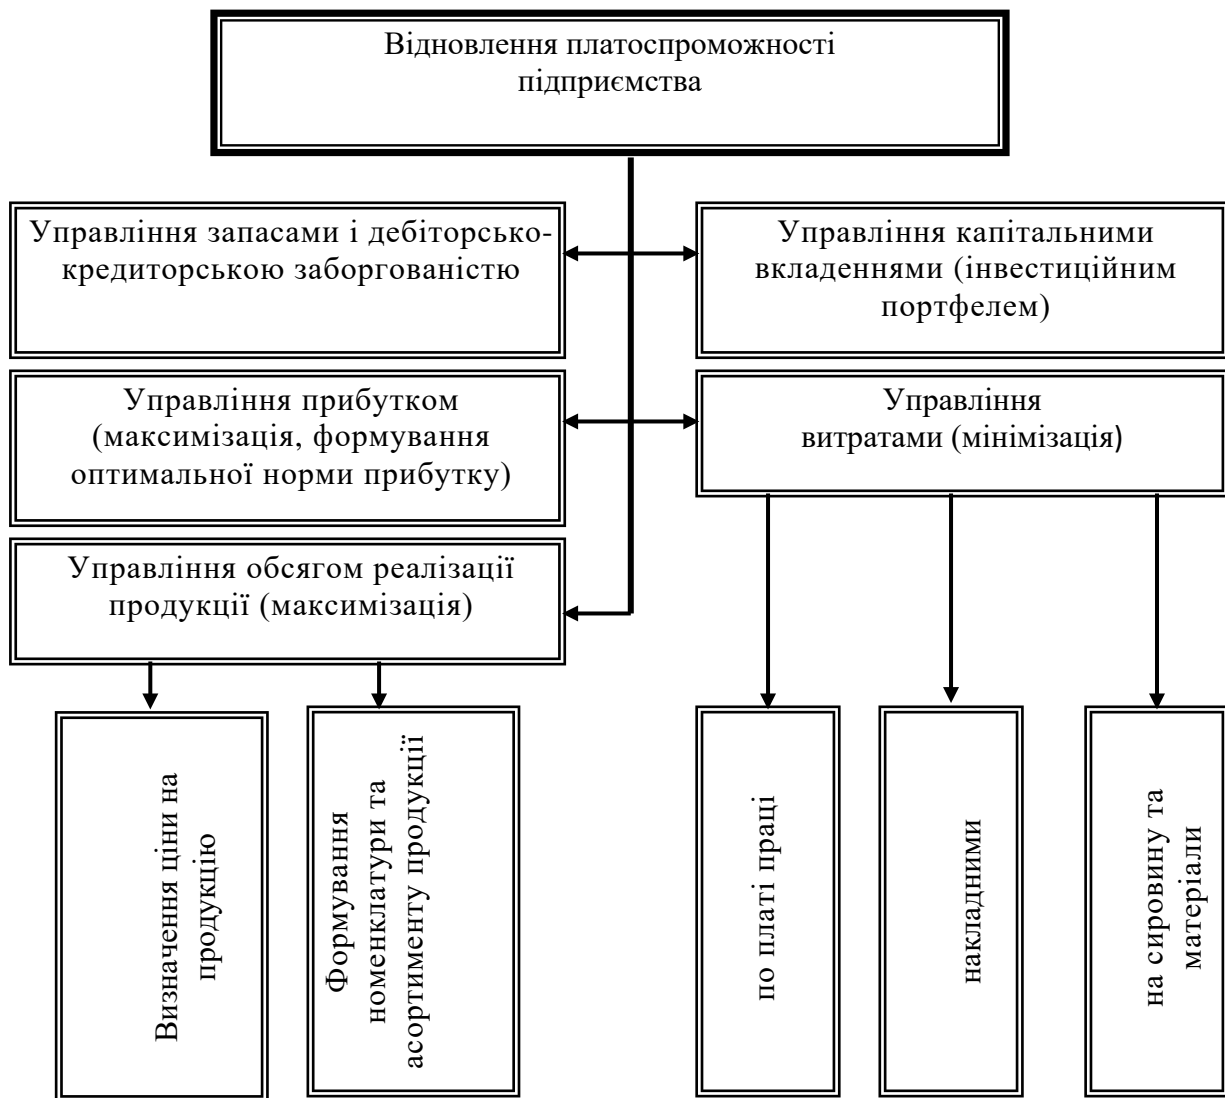 Відновлення платоспроможності
підприємства
Управління запасами і дебіторсько-
кредиторською заборгованістю
Управління капітальними
вкладеннями (інвестиційним
портфелем)
Управління прибутком
(максимізація, формування
оптимальної норми прибутку)
Управління
витратами (мінімізація)
Управління обсягом реалізації
продукції (максимізація)
Визначення ціни на
продукцію
Формування
номенклатури та
асортименту продукції
по платі праці
накладними
на сировину та
матеріали